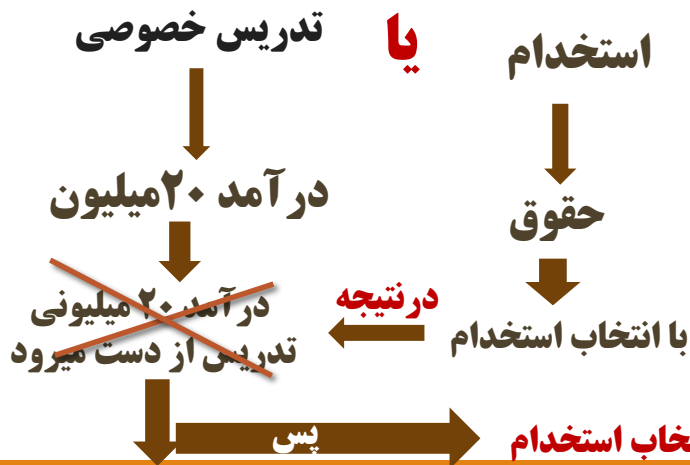 استخدام
یا
تدریس خصوصی
حقوق
درآمد ۲۰میلیون
با انتخاب استخدام
درنتیجه
درآمد ۲۰ میلیونی
تدریس از دست میرود
پس
استخدام